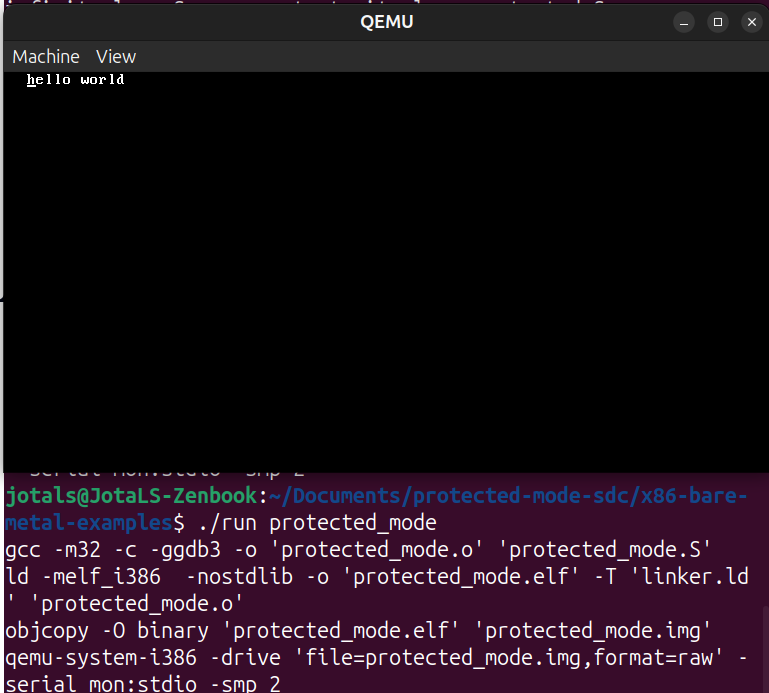 QEMU
Machine View
hello world
serial mon:stdio -smp 2
jotals@JotaLS-Zenbook:~/Documents/protected-mode-sdc/x86-bare-
metal-examples$ ./run protected_mode
gcc -m32 -c -ggdb3 -o 'protected_mode.o' 'protected_mode.S'
ld -melf_i386  -nostdlib -o 'protected_mode.elf' -T 'linker.ld
' 'protected_mode.o'
objcopy -O binary 'protected_mode.elf' 'protected_mode.img'
qemu-system-i386 -drive 'file=protected_mode.img,format=raw' -
serial mon:stdio -smp 2